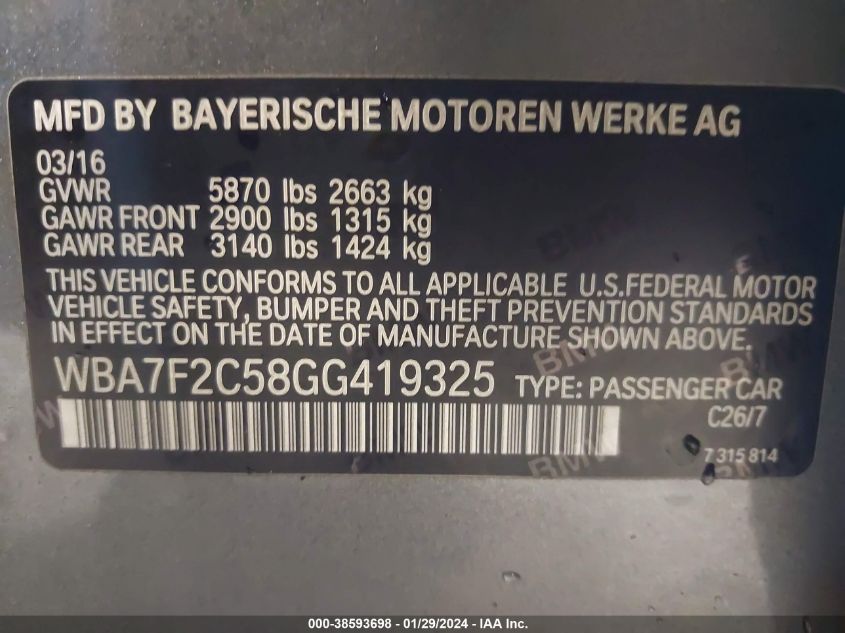 MFD BY BAYERISCHE MOTOREN WERKE AG
03/16
GVWR 5870 lbs 2663 kg
GAWR FRONT 2900 lbs 1315 kg
GAWR REAR 3140 lbs 1424 kg
THIS VEHICLE CONFORMS TO ALL APPLICABLE U.S.FEDERAL MOTOR
VEHICLE SAFETY, BUMPER AND THEFT PREVENTION STANDARDS
IN EFFECT ON THE DATE OF MANUFACTURE SHOWN ABOVE.
WBA7F2C58GG419325 TYPE: PASSENGER CAR
C26/7
7 315 814
000-38593698 - 01/29/2024 - IAA Inc.